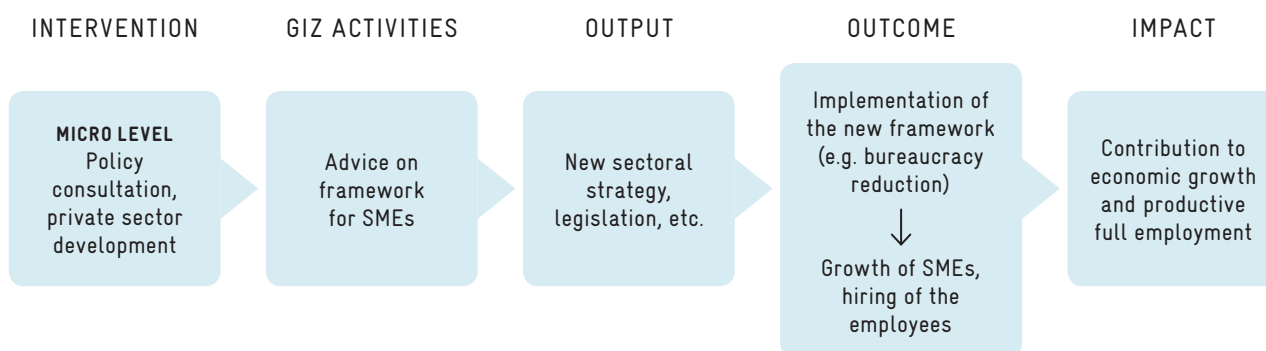 INTERVENTION
GIZ ACTIVITIES
OUTPUT
OUTCOME
IMPACT
MICRO LEVEL
Policy
consultation,
private sector
development
Advice on
framework
for SMEs
New sectoral
strategy,
legislation, etc.
Implementation of
the new framework
(e.g. bureaucracy
reduction)
↓
Growth of SMEs,
hiring of the
employees
Contribution to
economic growth
and productive
full employment